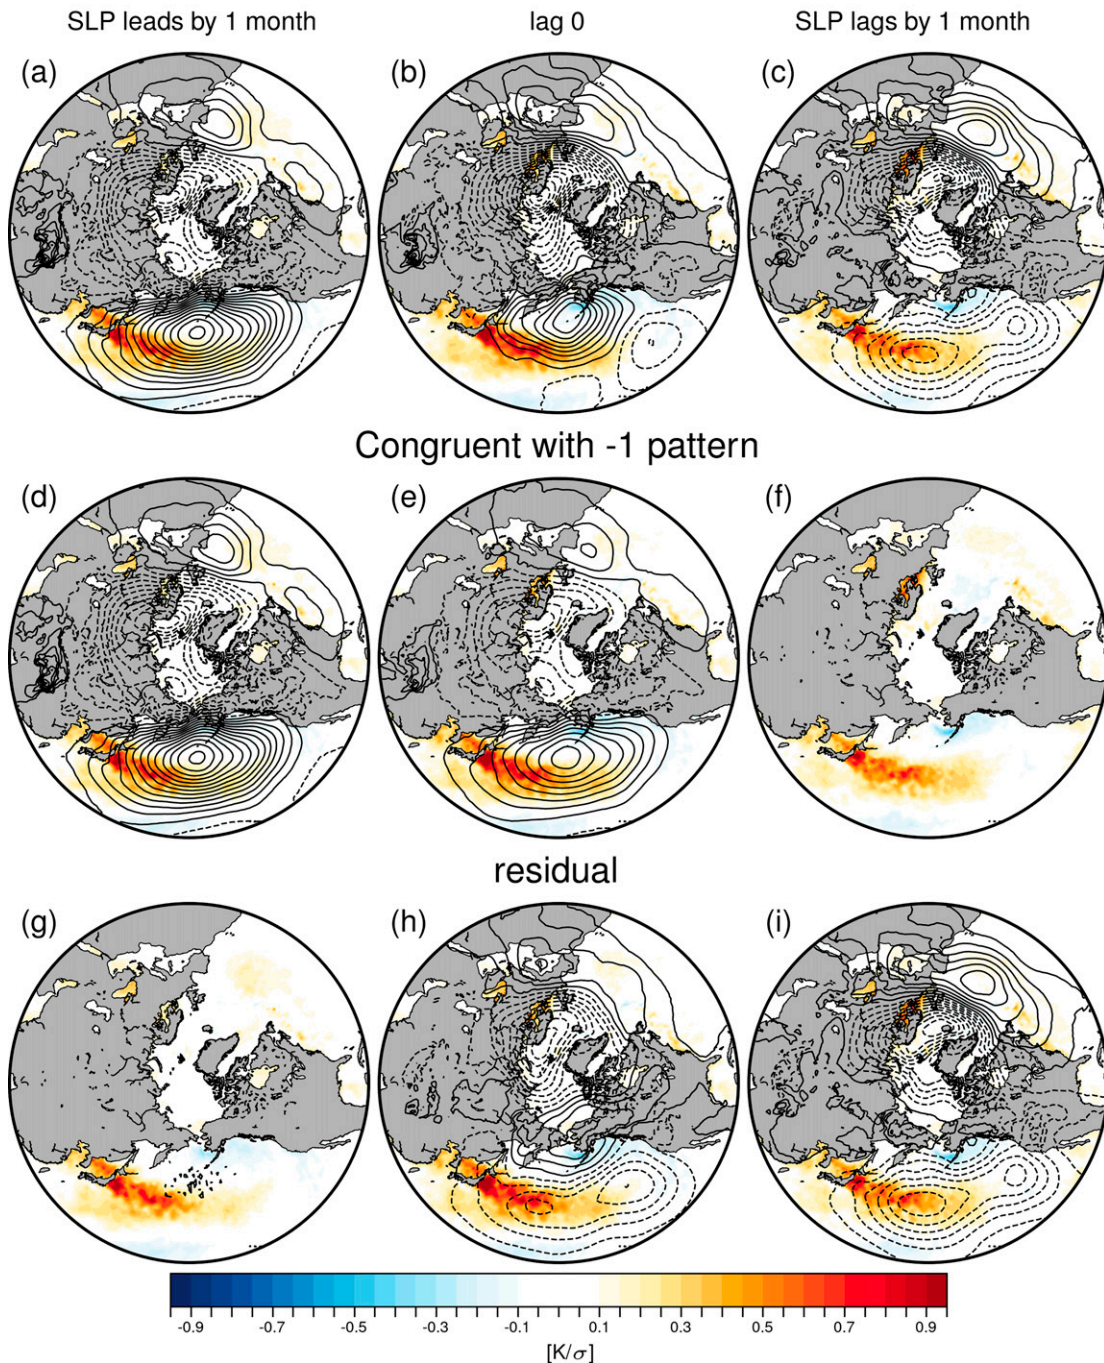 SLP leads by 1 month lag 0 SLP lags by 1 month
(a) (b) (c)
Congruent with -1 pattern
(d) (e) (f)
residual
(g) (h) (i)
-0.9 -0.7 -0.5 -0.3 -0.1 0.1 0.3 0.5 0.7 0.9
[K/σ]